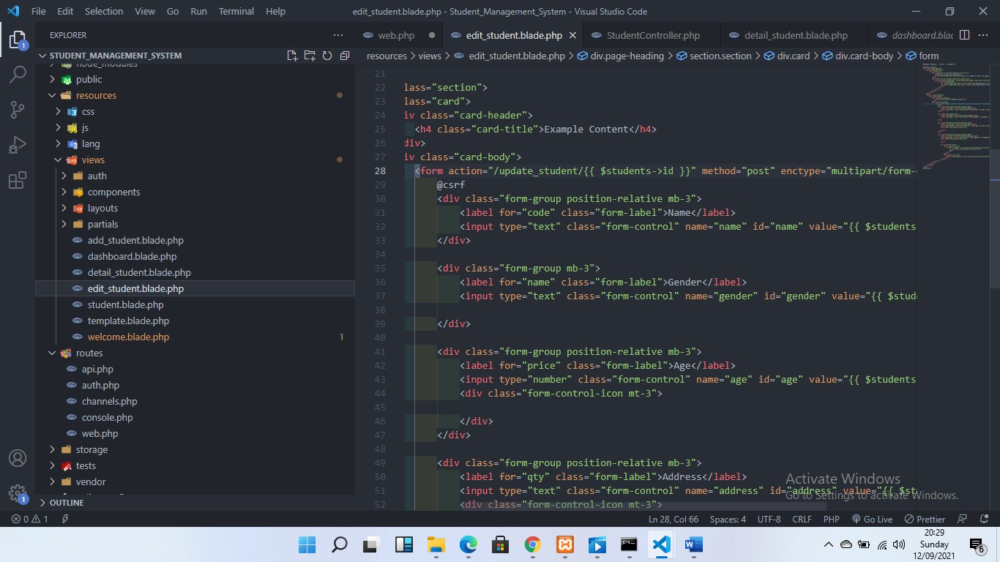 File Edit Selection View Go Run Terminal Help edit_student.blade.php - Student_Management_System - Visual Studio Code
EXPLORER
web.php edit_student.blade.php StudentController.php detail_student.blade.php dashboard.blac
STUDENT_MANAGEMENT_SYSTEM
resources > views > edit_student.blade.php > div.page-heading > section.section > div.card > div.card-body > form
node_modules
public
resources
css
js
lang
views
auth
components
layouts
partials
add_student.blade.php
dashboard.blade.php
detail_student.blade.php
edit_student.blade.php
student.blade.php
template.blade.php
welcome.blade.php 1
routes
api.php
auth.php
channels.php
console.php
web.php
storage
tests
vendor
OUTLINE
1
1
21
22 lass="section">
23 lass="card">
24 iv class="card-header">
25 <h4 class="card-title">Example Content</h4>
26 div>
27 iv class="card-body">
28 <form action="/update_student/{{ $students->id }}" method="post" enctype="multipart/form-
29 @csrf
30 <div class="form-group position-relative mb-3">
31 <label for="code" class="form-label">Name</label>
32 <input type="text" class="form-control" name="name" id="name" value="{{ $students
33 </div>
34
35 <div class="form-group mb-3">
36 <label for="name" class="form-label">Gender</label>
37 <input type="text" class="form-control" name="gender" id="gender" value="{{ $stud
38
39 </div>
40
41 <div class="form-group position-relative mb-3">
42 <label for="price" class="form-label">Age</label>
43 <input type="number" class="form-control" name="age" id="age" value="{{ $students
44 <div class="form-control-icon mt-3">
45
46 </div>
47 </div>
48
49 <div class="form-group position-relative mb-3">
50 <label for="qty" class="form-label">Address</label>
51 <input type="text" class="form-control" name="address" id="address" value="{{ $st
52 <div class="form-control-icon mt-3">
Activate Windows
Go to Settings to activate Windows.
0 1 Ln 28, Col 66 Spaces: 4 UTF-8 CRLF PHP Go Live Prettier
20:29
Sunday
12/09/2021
6